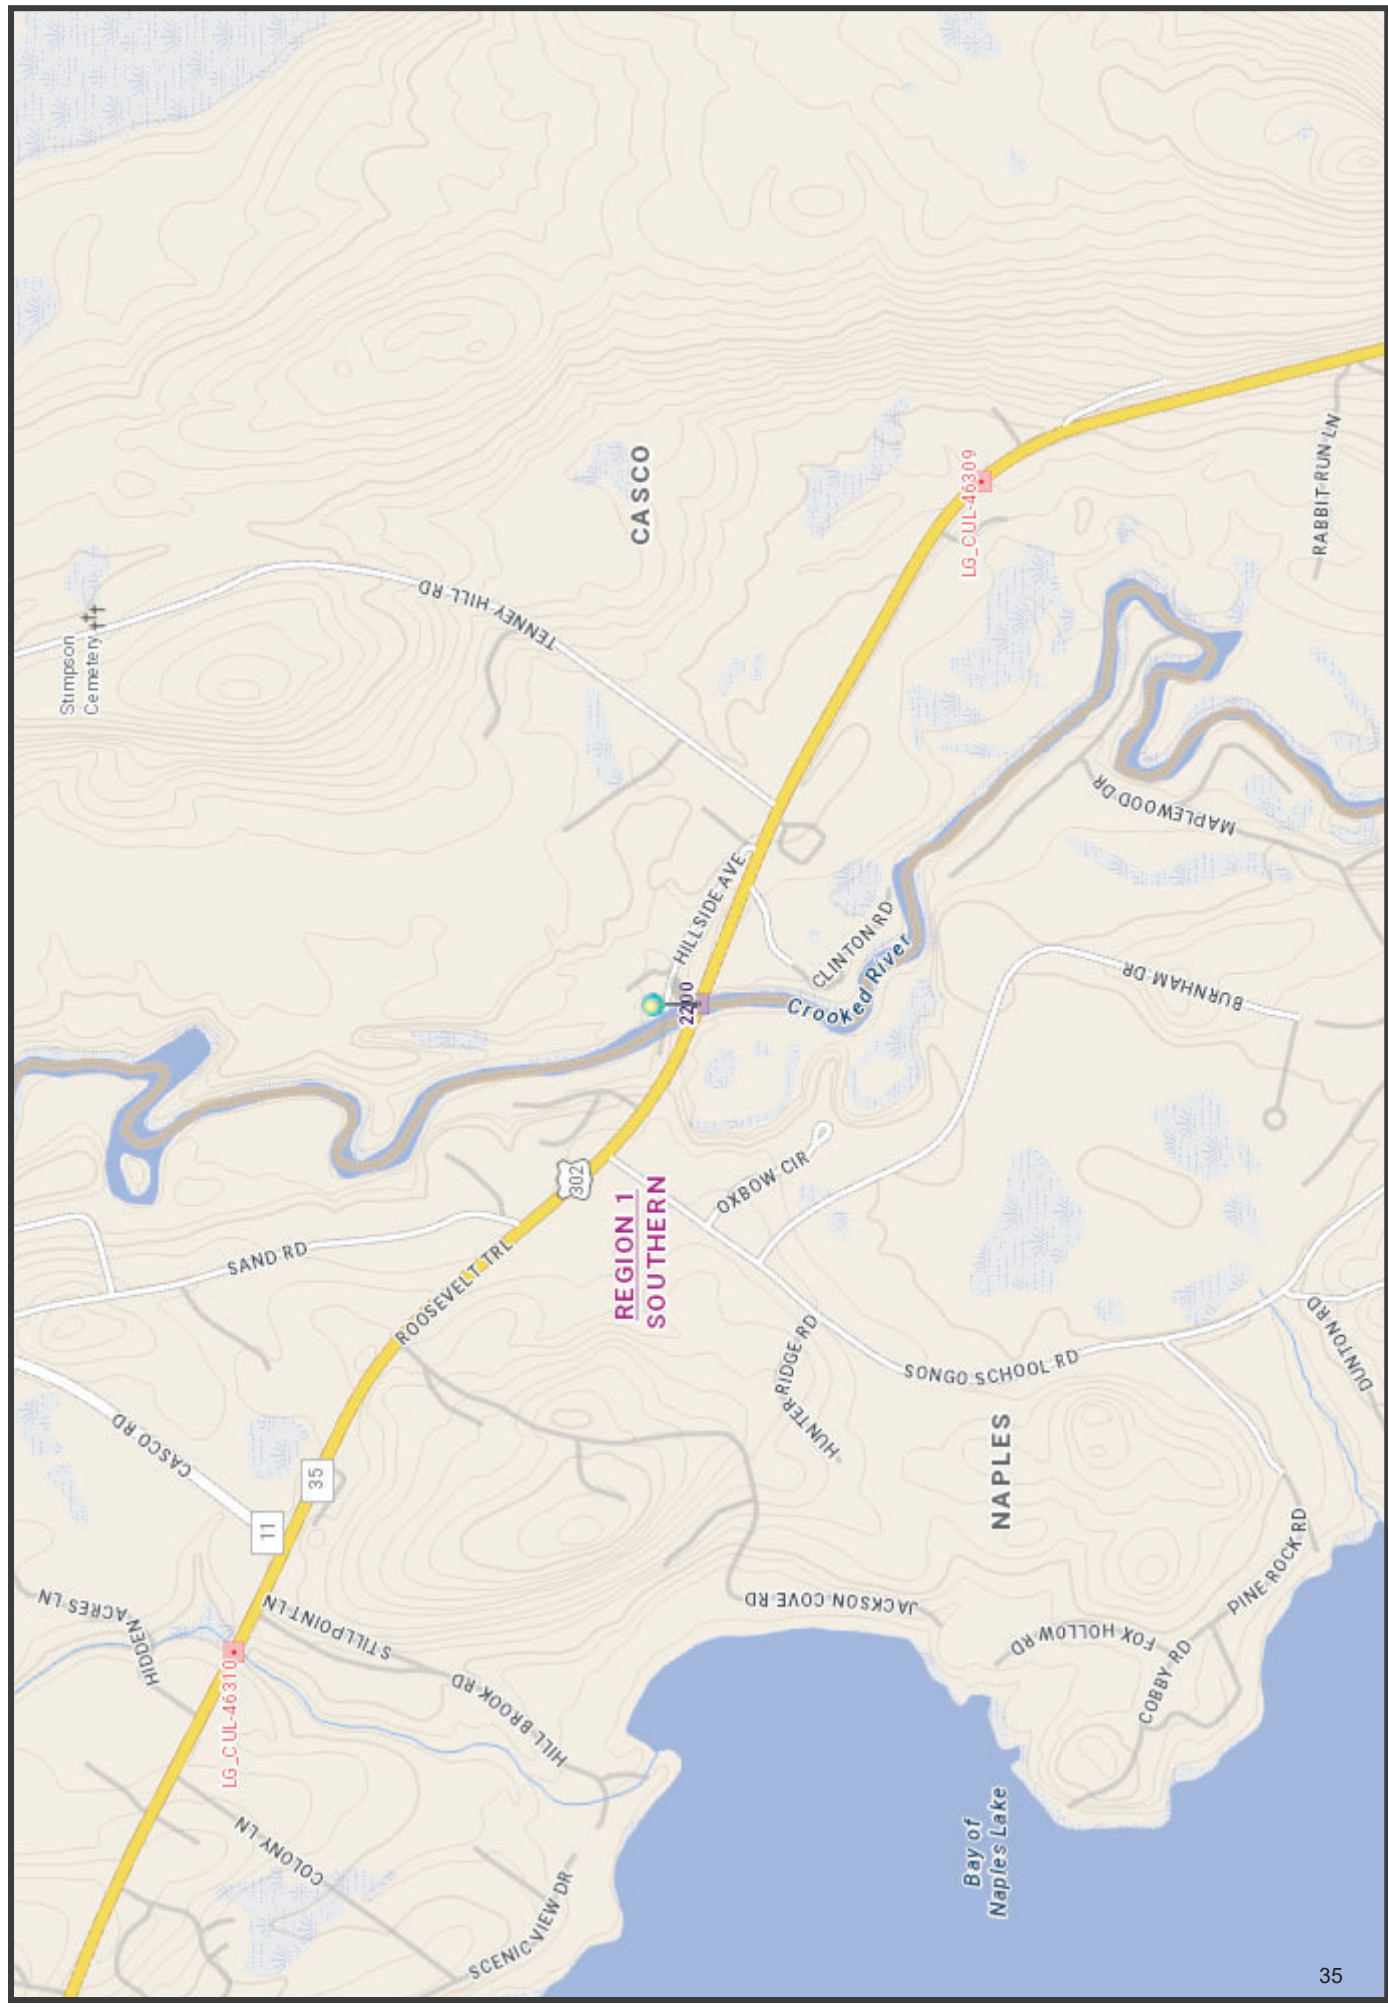 Stimpson
Cemetery
TENNEY HILL RD
CASCO
LG_CUL-46309
RABBIT RUN LN
HILLSIDE AVE
2200
CLINTON RD
Crooked River
MAPLEWOOD DR
BURNHAM DR
OXBOW CIR
302
REGION 1
SOUTHERN
SAND RD
ROOSEVELT TRL
HUNTER RIDGE RD
SONGO SCHOOL RD
DUNTON RD
CASCO RD
35
11
NAPLES
HIDDEN ACRES LN
STILLPOINT LN
LG_CUL-46310
HILL BROOK RD
JACKSON COVE RD
FOX HOLLOW RD
COBBY RD
PINE ROCK RD
COLONY LN
SCENIC VIEW DR
Bay of
Naples Lake
35